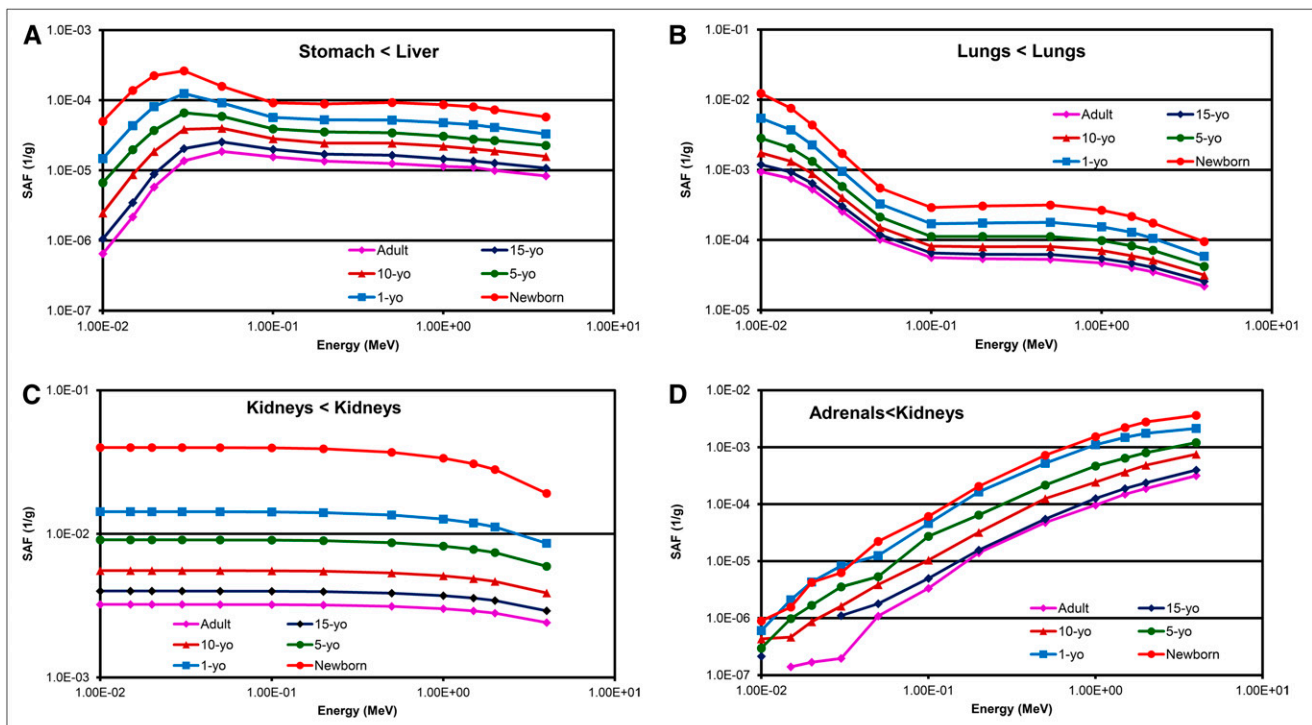 A
Stomach < Liver
1.0E-03
1.0E-04
1.0E-05
1.0E-06
1.0E-07
SAF (1/g)
Adult 15-yo
10-yo 5-yo
1-yo Newborn
1.00E-02 1.00E-01 1.00E+00 1.00E+01
Energy (MeV)
B
Lungs < Lungs
1.0E-01
1.0E-02
1.0E-03
1.0E-04
1.0E-05
SAF (1/g)
Adult 15-yo
10-yo 5-yo
1-yo Newborn
1.00E-02 1.00E-01 1.00E+00 1.00E+01
Energy (MeV)
C
Kidneys < Kidneys
1.0E-01
1.0E-02
1.0E-03
SAF (1/g)
Adult 15-yo
10-yo 5-yo
1-yo Newborn
1.00E-02 1.00E-01 1.00E+00 1.00E+01
Energy (MeV)
D
Adrenals<Kidneys
1.0E-02
1.0E-03
1.0E-04
1.0E-05
1.0E-06
1.0E-07
SAF (1/g)
Adult 15-yo
10-yo 5-yo
1-yo Newborn
1.00E-02 1.00E-01 1.00E+00 1.00E+01
Energy (MeV)